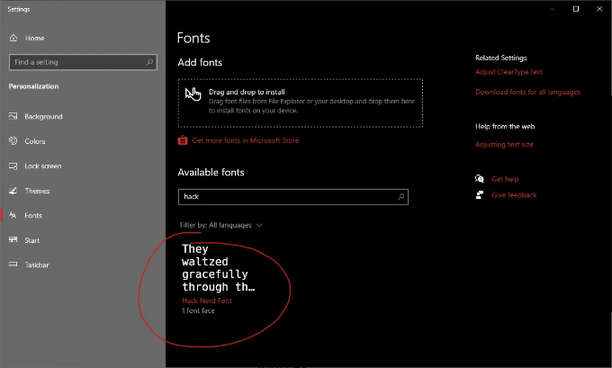 Settings
Home
Find a setting
Personalization
Background
Colors
Lock screen
Themes
Fonts
Start
Taskbar
Fonts
Add fonts
Drag and drop to install
Drag font files from File Explorer or your desktop and drop them here
to install fonts on your device.
Get more fonts in Microsoft Store
Available fonts
hack
Filter by: All languages
They
waltzed
gracefully
through th…
Hack Nerd Font
1 font face
Related Settings
Adjust ClearType text
Download fonts for all languages
Help from the web
Adjusting text size
Get help
Give feedback